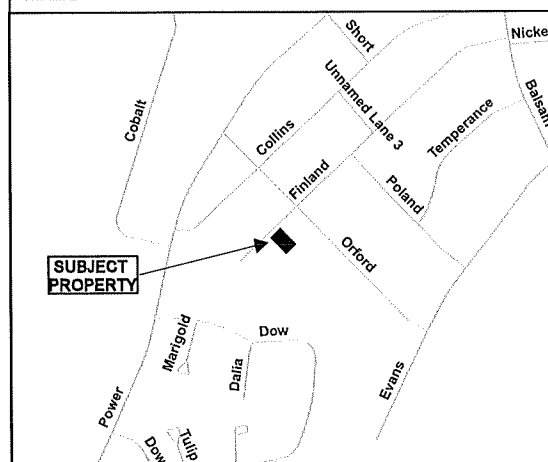 Short
Nicke
Cobalt
Unnamed Lane 3
Balsam
Collins
Temperance
Finland
Poland
SUBJECT
PROPERTY
Orford
Marigold
Dow
Dalia
Power
Evans
Dow
Tulip